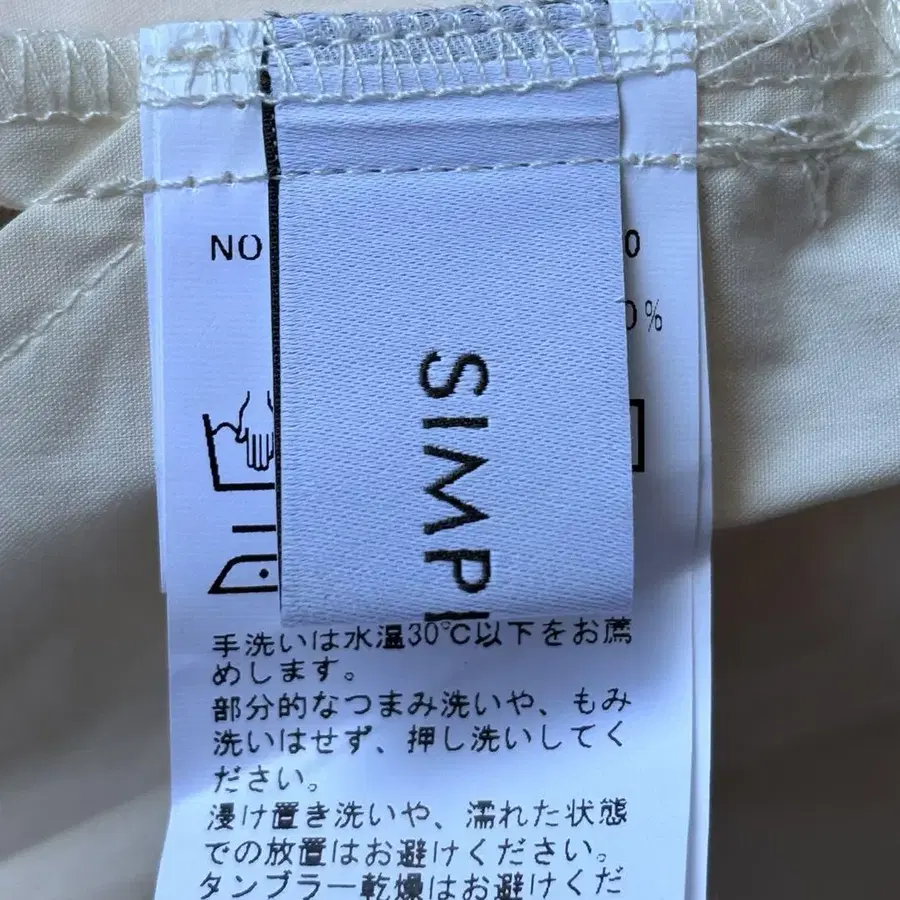 NO
0
0%
SIMPL
手洗いは水温30℃以下をお薦
めします。
部分的なつまみ洗いや、もみ
洗いはせず、押し洗いしてく
ださい。
浸け置き洗いや、濡れた状態
での放置はお避けください。
タンブラー乾燥はお避けくだ